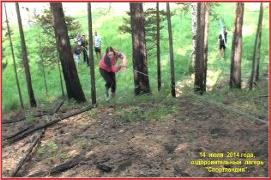 14 июля 2014 года,
оздоровительный лагерь
"Спортландия".